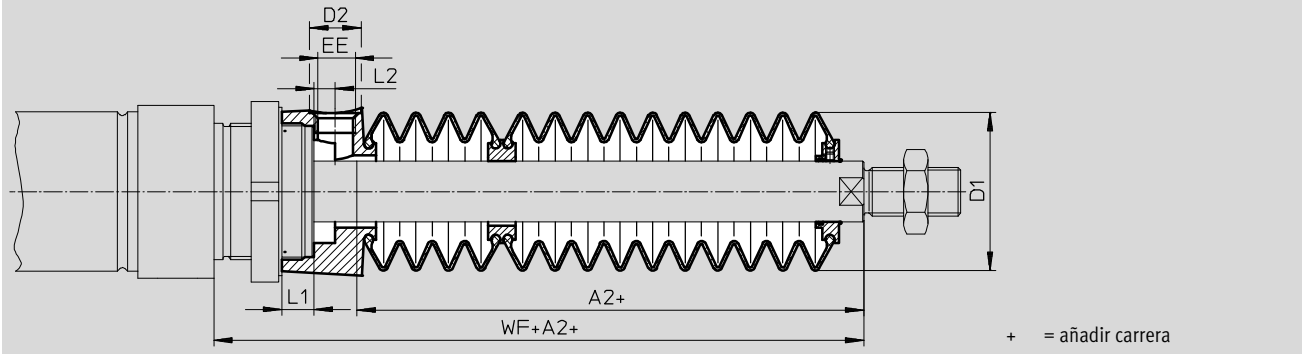 D2
EE
L2
D1
L1
A2+
WF+A2+
+ = añadir carrera